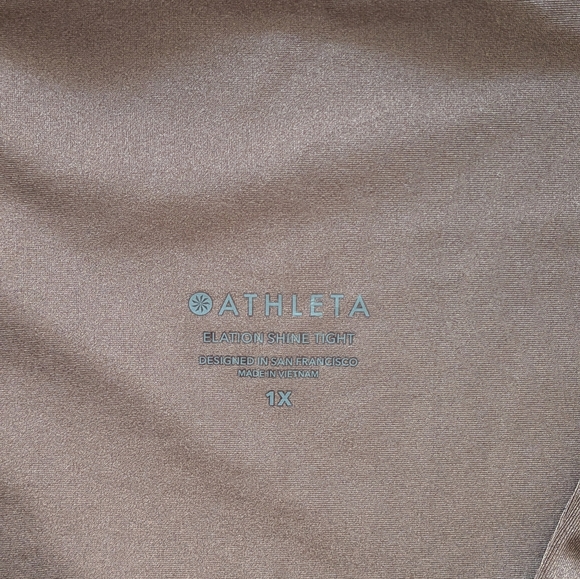 ATHLETA
ELATION SHINE TIGHT
DESIGNED IN SAN FRANCISCO
MADE IN VIETNAM
1X